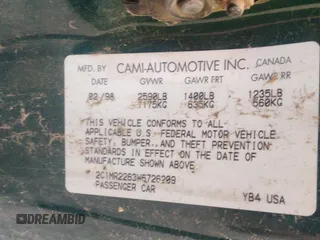 MFD. BY CAMI-AUTOMOTIVE INC. CANADA
DATE GVWR GAWR FRT GAWR RR
02/98 2590LB 1400LB 1235LB
1175KG 635KG 560KG
THIS VEHICLE CONFORMS TO ALL-
APPLICABLE U.S. FEDERAL MOTOR VEHICLE
SAFETY, BUMPER, AND THEFT PREVENTION
STANDARDS IN EFFECT ON THE DATE OF
MANUFACTURE SHOWN ABOVE
2C1MR2263W6726909
PASSENGER CAR YB4 USA
DREAMBID